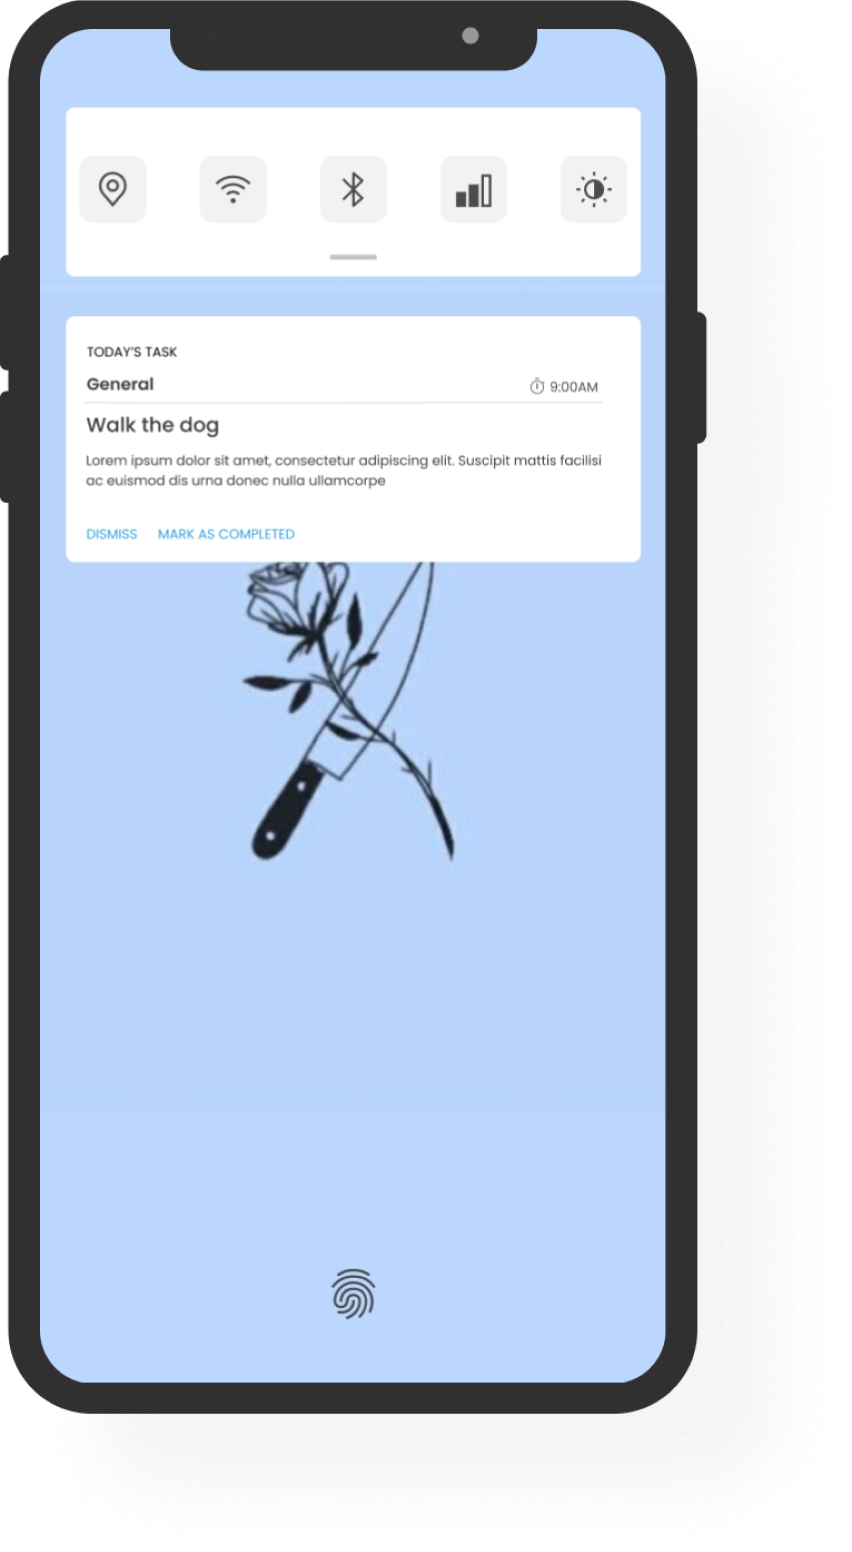 TODAY'S TASK
General
9:00AM
Walk the dog
Lorem ipsum dolor sit amet, consectetur adipiscing elit. Suscipit mattis facilisi
ac euismod dis urna donec nulla ullamcorpe
DISMISS MARK AS COMPLETED